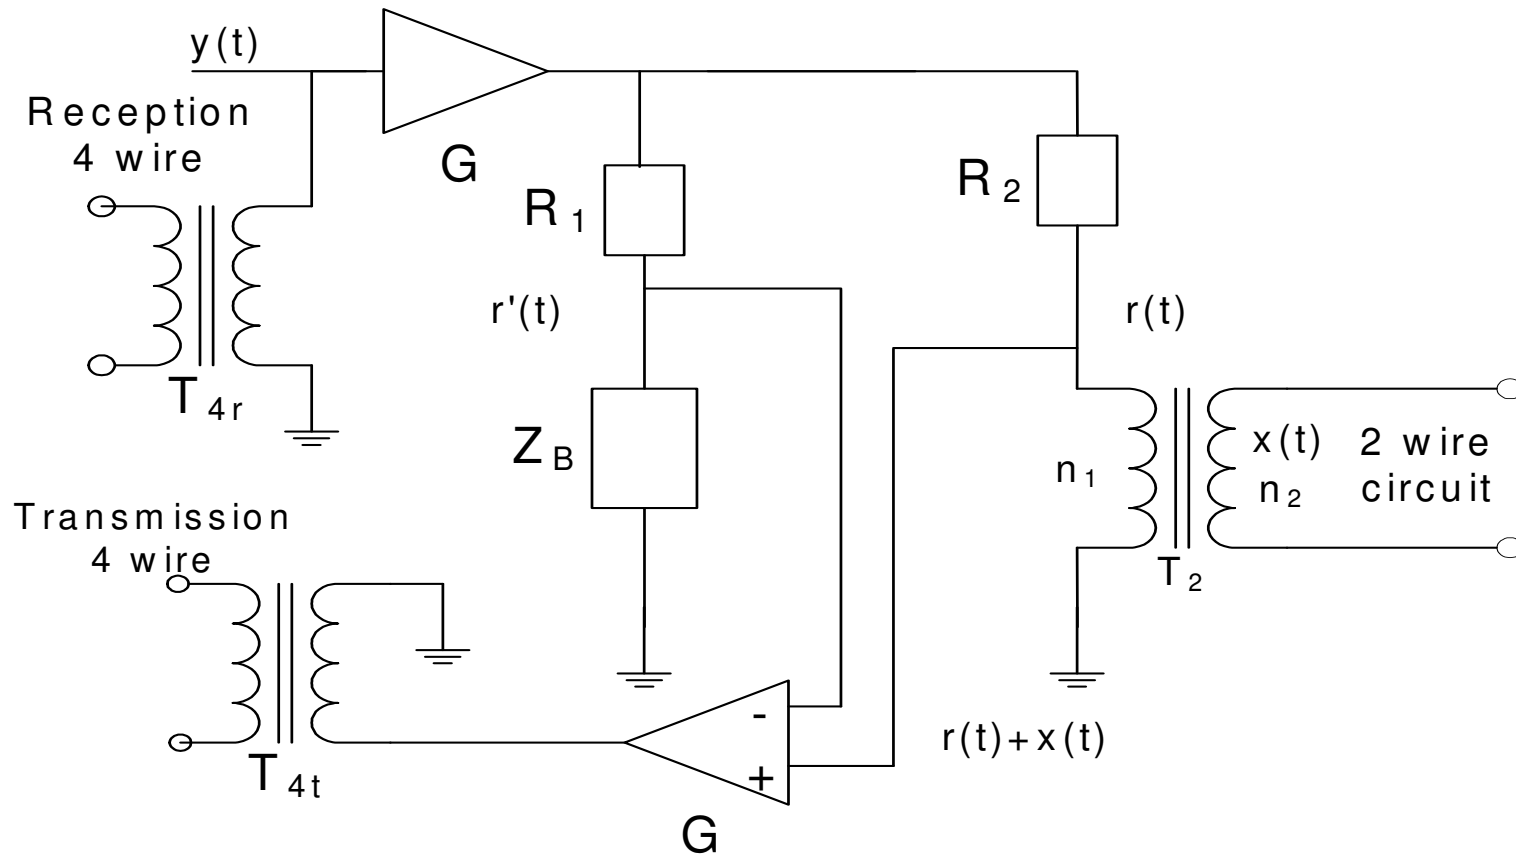 y(t)
Reception
4 wire
G
R1
R2
r'(t)
r(t)
T4r
ZB
n1
x(t)
n2
2 wire
circuit
Transmission
4 wire
T2
-
+
r(t)+x(t)
T4t
G